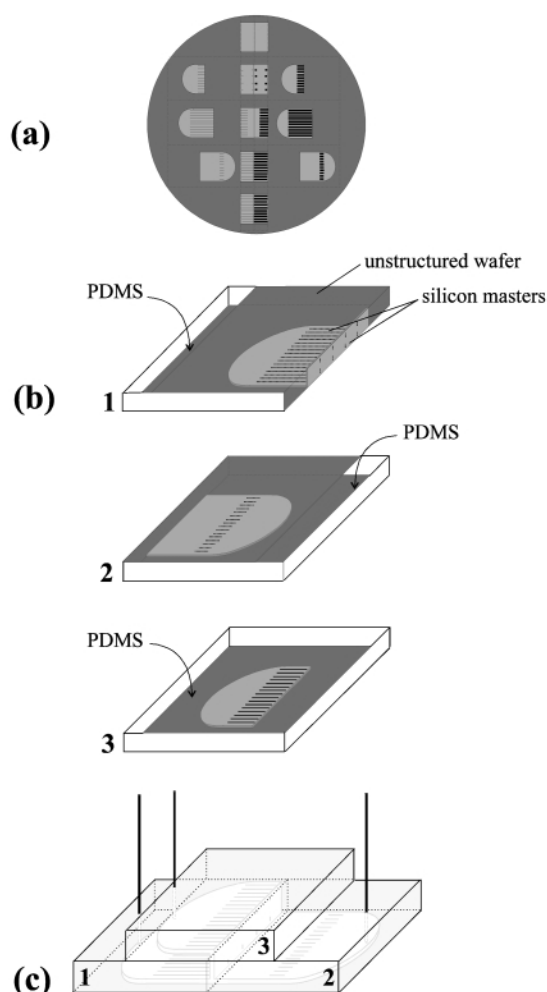 (a)
unstructured wafer
PDMS
silicon masters
(b)
1
PDMS
2
PDMS
3
3
1
2
(c)